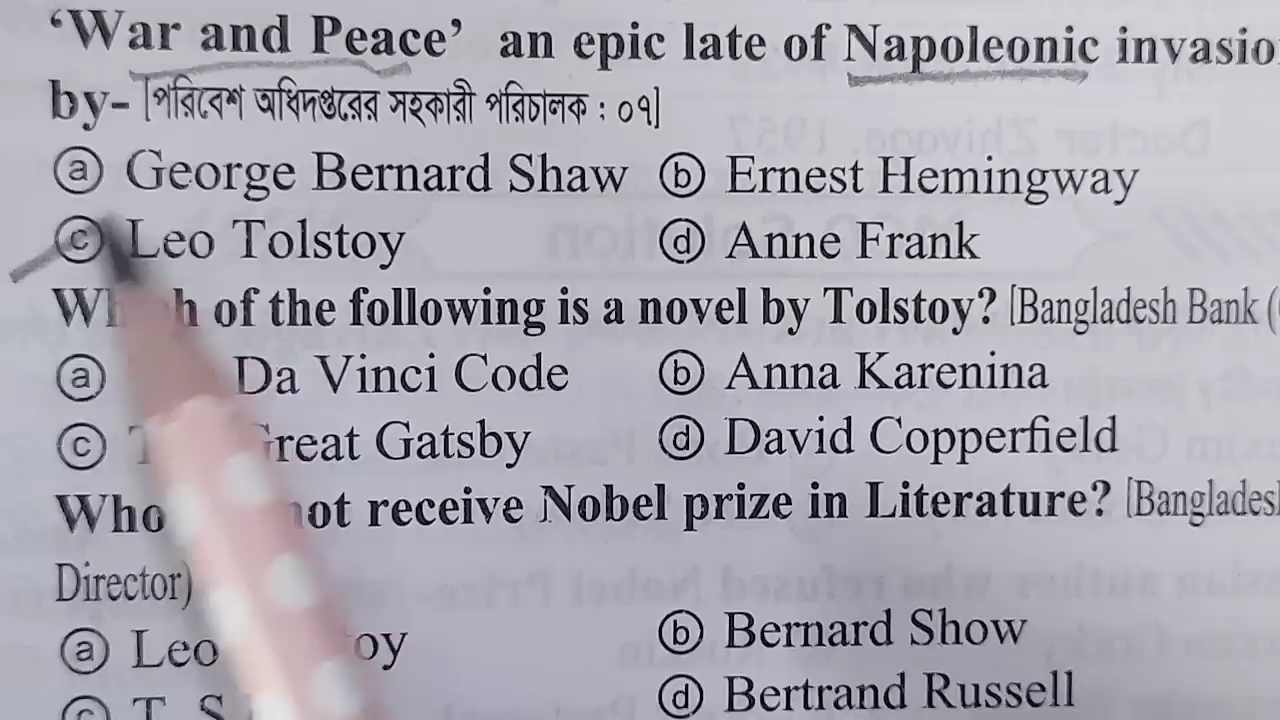 ‘War and Peace’ an epic late of Napoleonic invasio
by- [পরিবেশ অধিদপ্তরের সহকারী পরিচালক : ০৭]
ⓐ George Bernard Shaw ⓑ Ernest Hemingway
ⓒ Leo Tolstoy ⓓ Anne Frank
of the following is a novel by Tolstoy? [Bangladesh Bank (
ⓐ Da Vinci Code ⓑ Anna Karenina
ⓒ Great Gatsby ⓓ David Copperfield
Who not receive Nobel prize in Literature? [Banglades
Director)
ⓐ Leo ⓑ Bernard Show
ⓒ T. S ⓓ Bertrand Russell